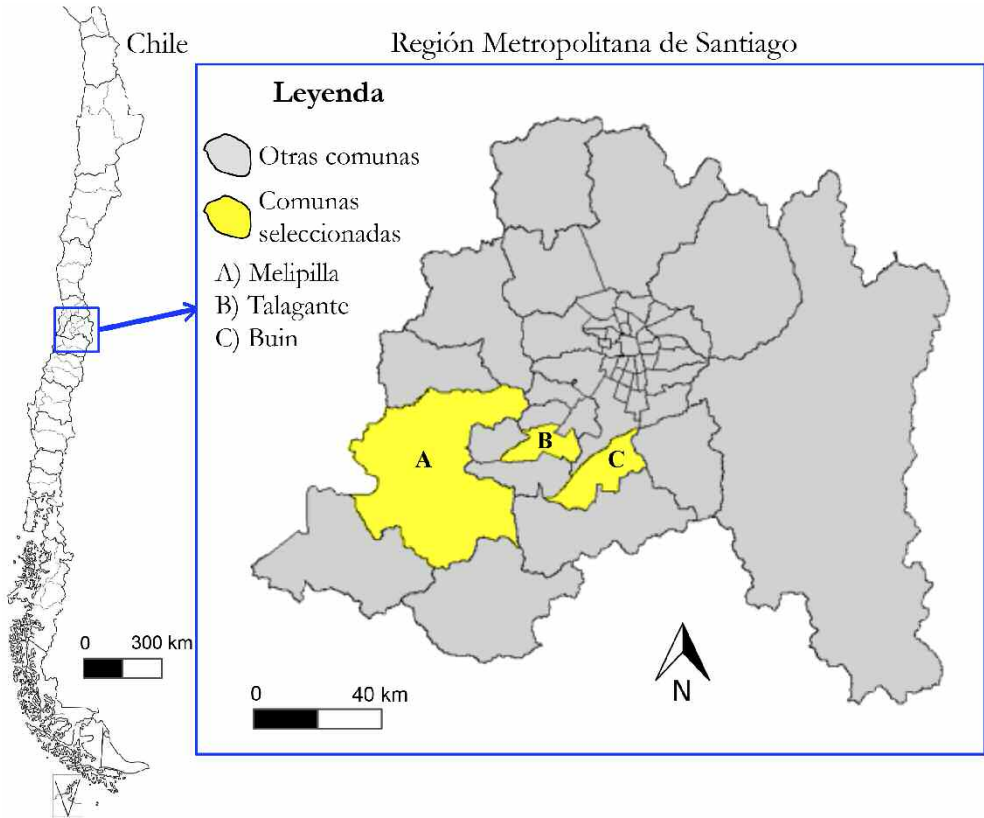 Chile
Región Metropolitana de Santiago
Leyenda
Otras comunas
Comunas
seleccionadas
A) Melipilla
B) Talagante
C) Buin
A
B
C
0 300 km
0 40 km
N